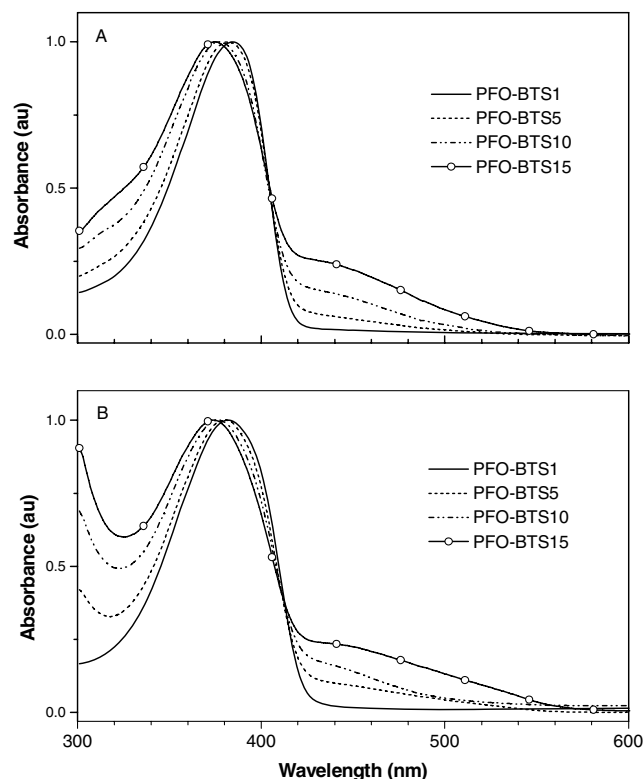 A
PFO-BTS1
PFO-BTS5
PFO-BTS10
PFO-BTS15
1.0
0.5
0.0
Absorbance (au)
B
PFO-BTS1
PFO-BTS5
PFO-BTS10
PFO-BTS15
1.0
0.5
0.0
Absorbance (au)
300 400 500 600
Wavelength (nm)